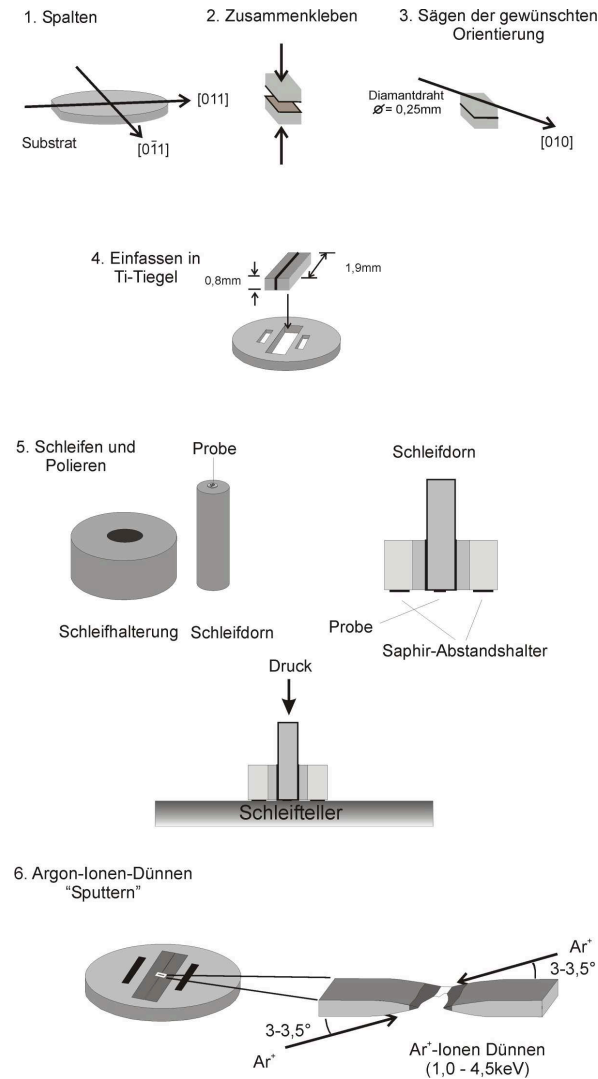 1. Spalten
2. Zusammenkleben
3. Sägen der gewünschten
Orientierung
[011]
Substrat
[01̄1]
Diamantdraht
Ø= 0,25mm
[010]
4. Einfassen in
Ti-Tiegel
0,8mm
1,9mm
5. Schleifen und
Polieren
Probe
Schleifdorn
Schleifhalterung
Schleifdorn
Probe
Saphir-Abstandshalter
Druck
Schleifteller
6. Argon-Ionen-Dünnen
“Sputtern”
Ar⁺
3-3,5°
3-3,5°
Ar⁺
Ar⁺-Ionen Dünnen
(1,0 - 4,5keV)